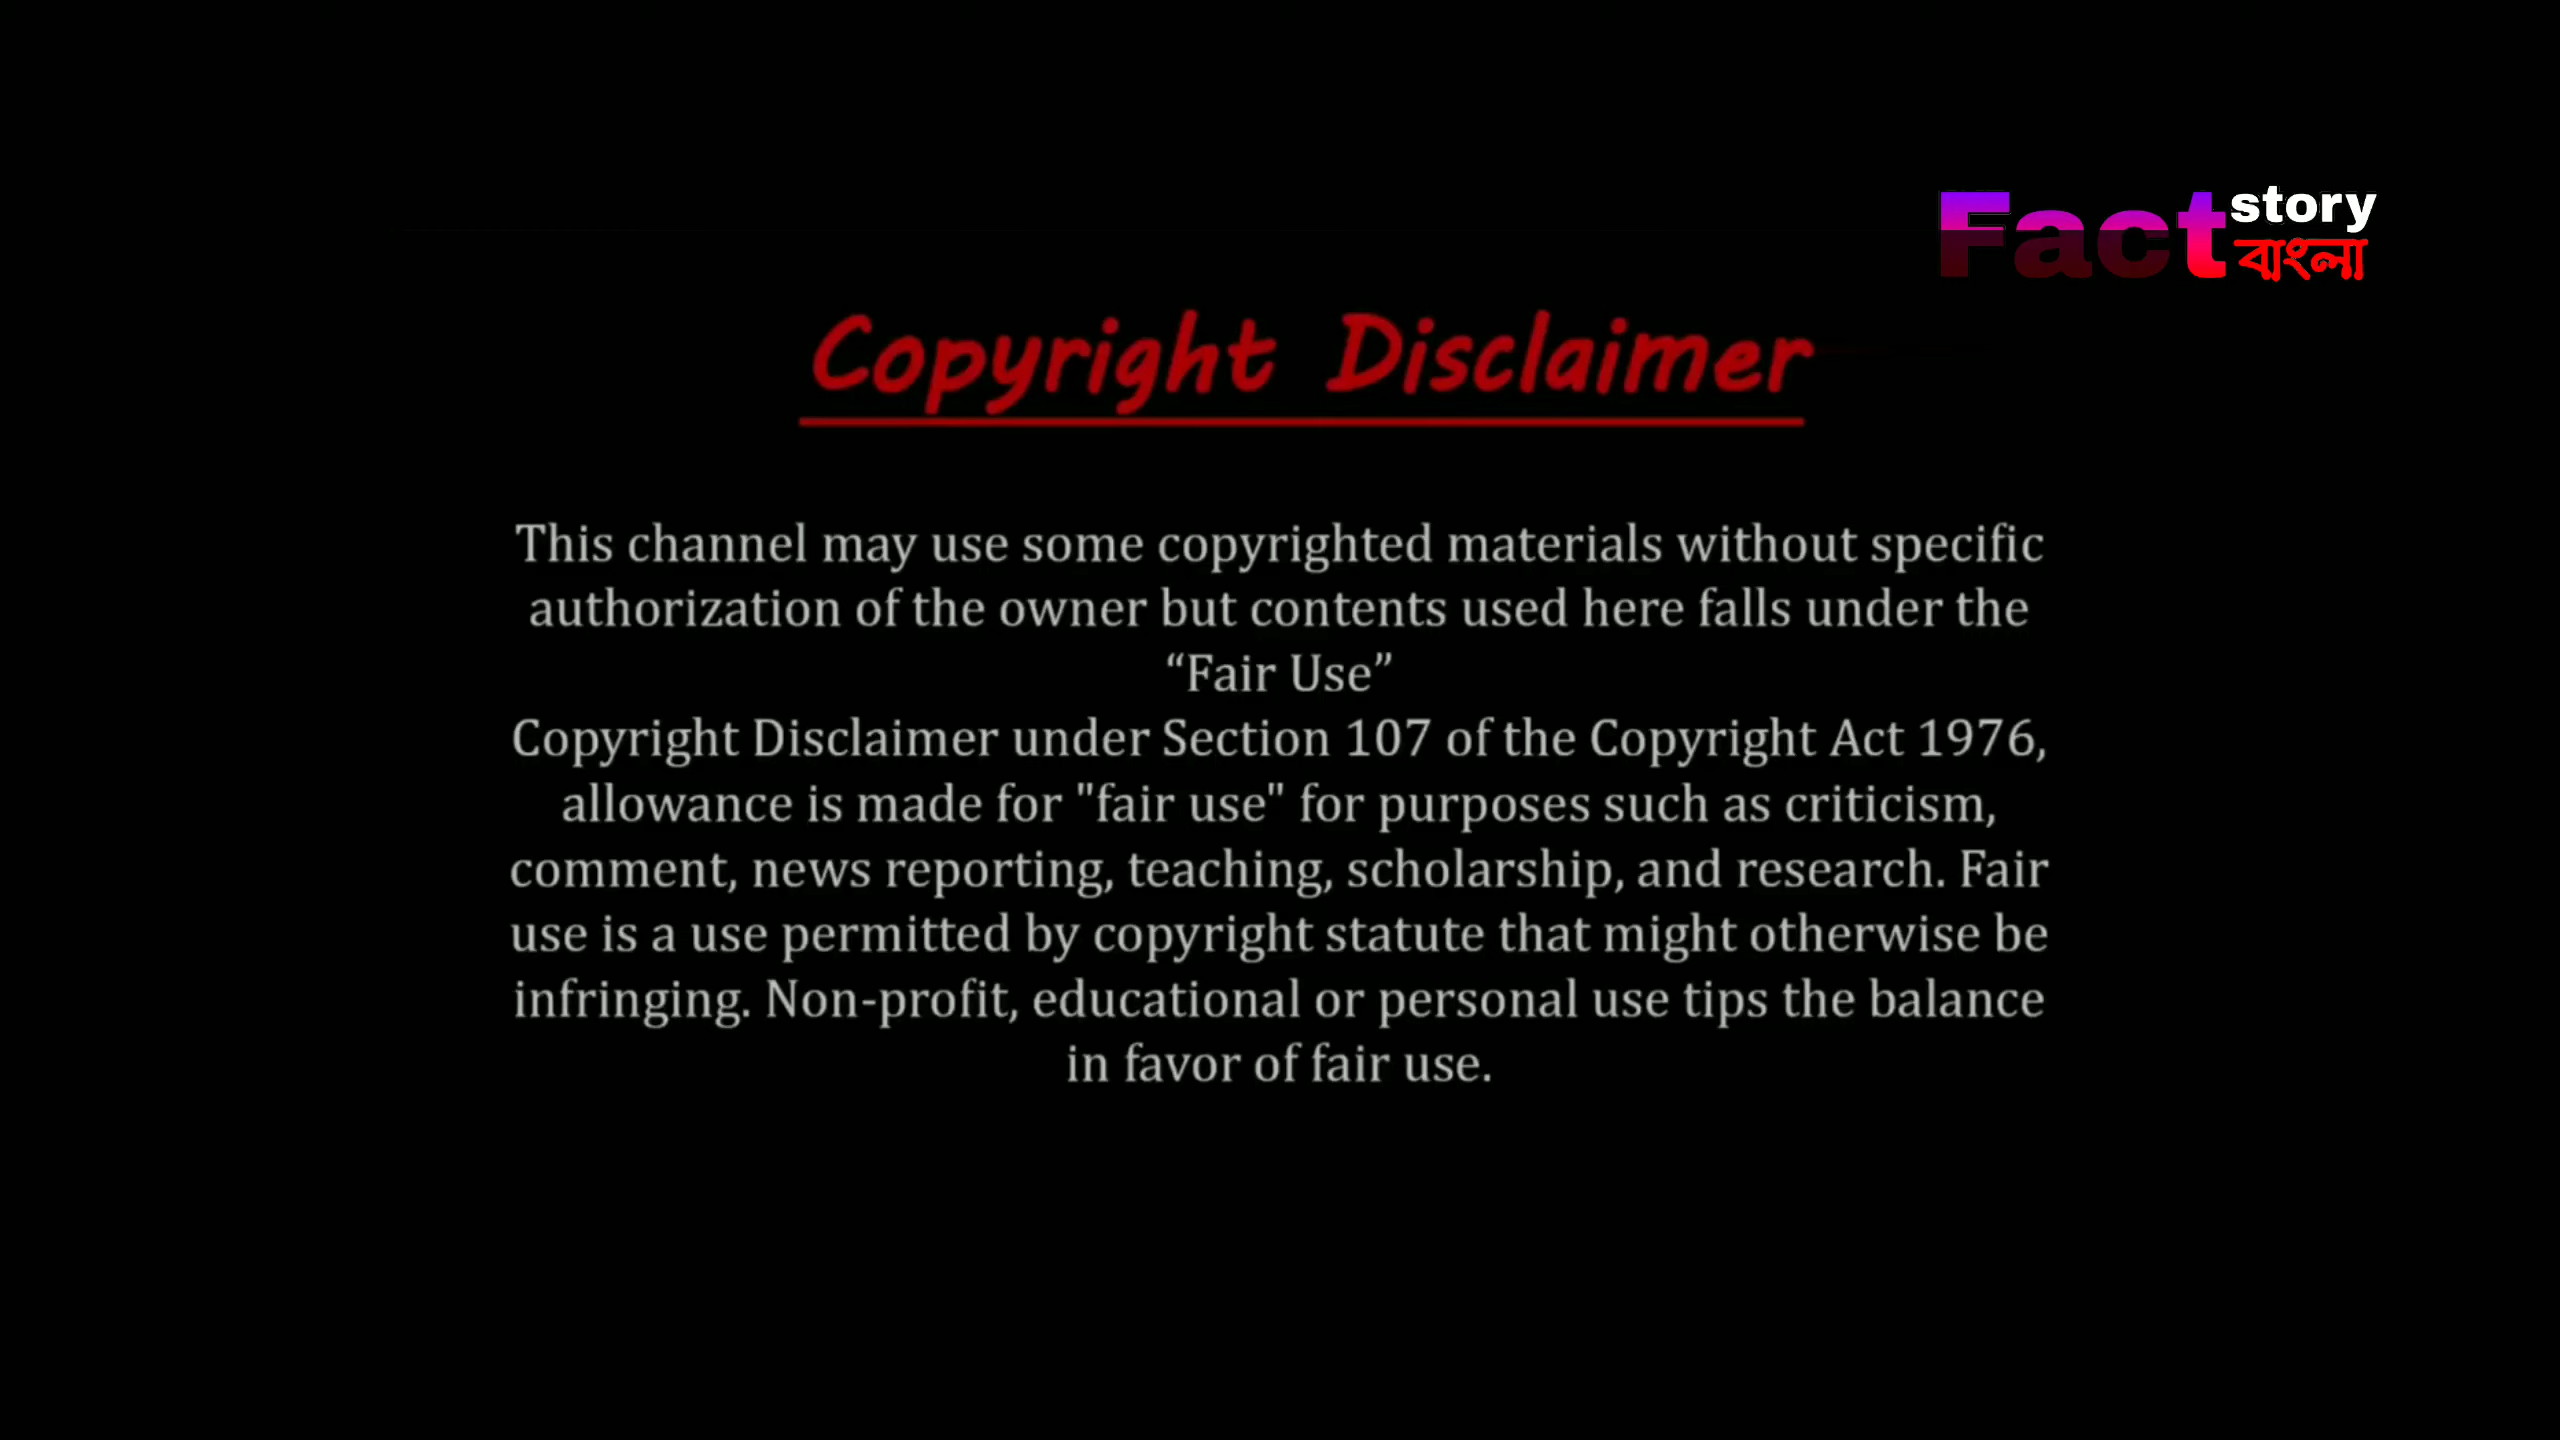 Fact story
বাংলা
Copyright Disclaimer
This channel may use some copyrighted materials without specific
authorization of the owner but contents used here falls under the
“Fair Use”
Copyright Disclaimer under Section 107 of the Copyright Act 1976,
allowance is made for "fair use" for purposes such as criticism,
comment, news reporting, teaching, scholarship, and research. Fair
use is a use permitted by copyright statute that might otherwise be
infringing. Non-profit, educational or personal use tips the balance
in favor of fair use.